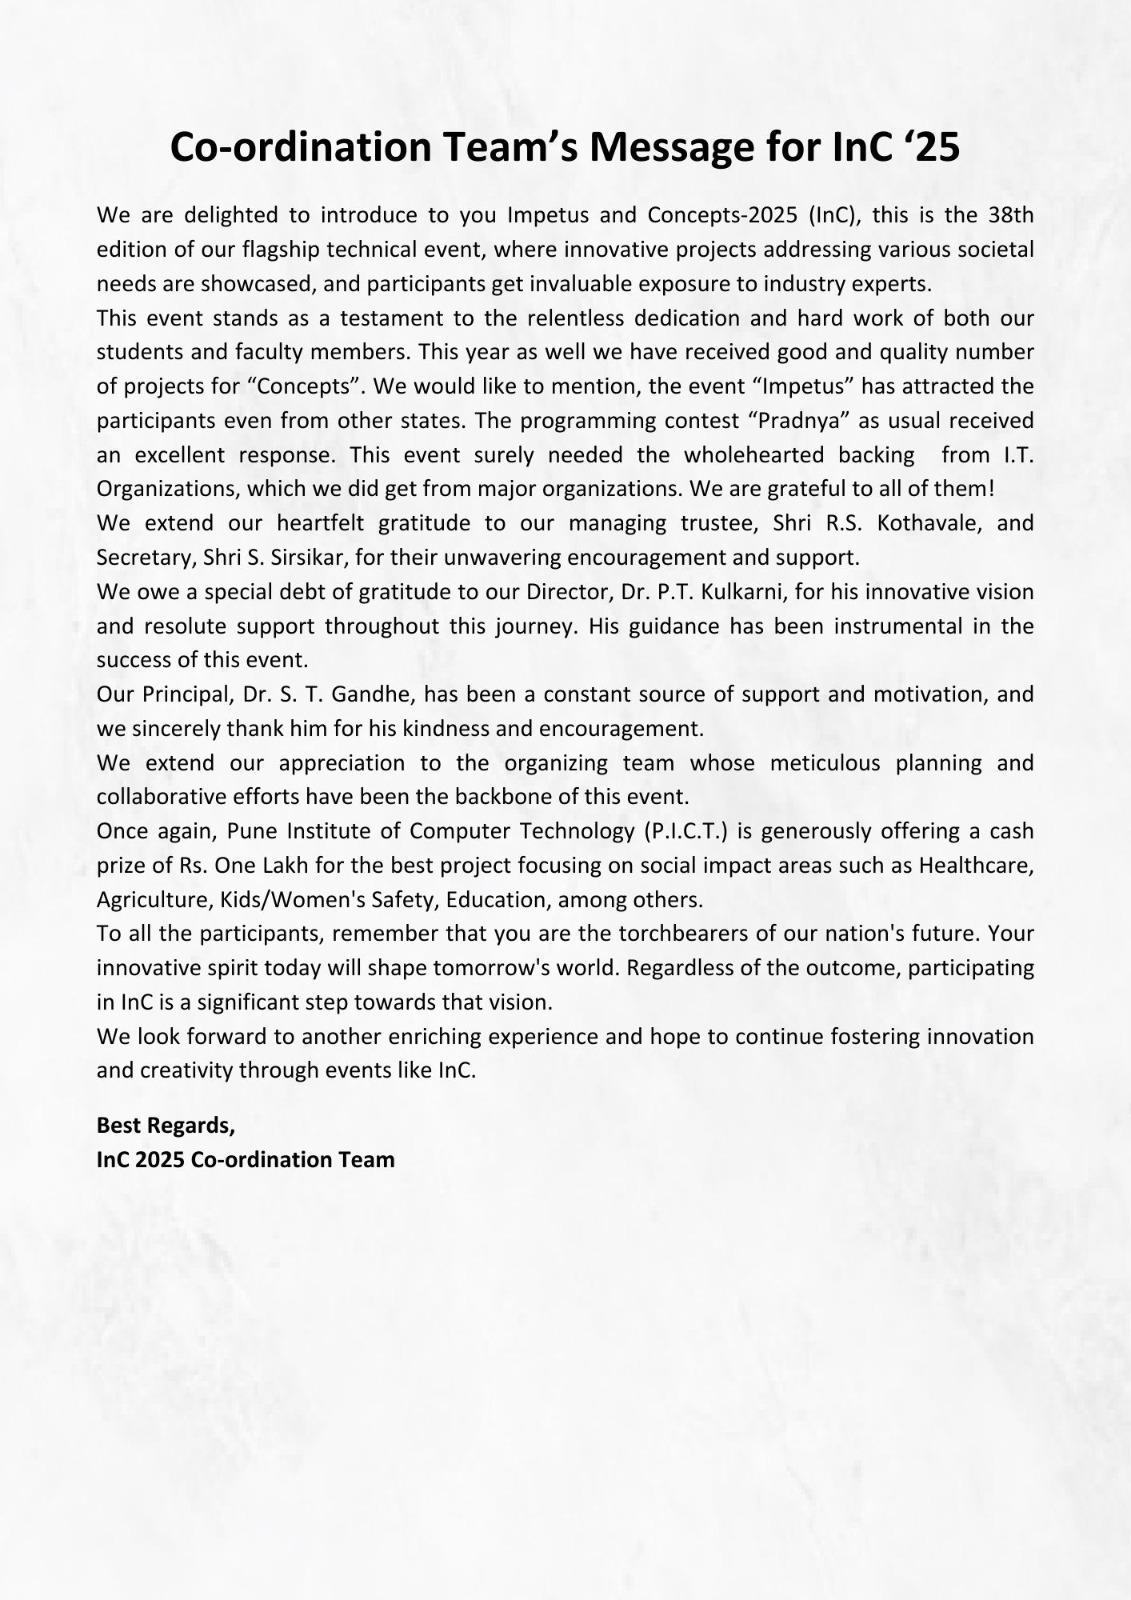 Co-ordination Team’s Message for InC ‘25
We are delighted to introduce to you Impetus and Concepts-2025 (InC), this is the 38th
edition of our flagship technical event, where innovative projects addressing various societal
needs are showcased, and participants get invaluable exposure to industry experts.
This event stands as a testament to the relentless dedication and hard work of both our
students and faculty members. This year as well we have received good and quality number
of projects for “Concepts”. We would like to mention, the event “Impetus” has attracted the
participants even from other states. The programming contest “Pradnya” as usual received
an excellent response. This event surely needed the wholehearted backing from I.T.
Organizations, which we did get from major organizations. We are grateful to all of them!
We extend our heartfelt gratitude to our managing trustee, Shri R.S. Kothavale, and
Secretary, Shri S. Sirsikar, for their unwavering encouragement and support.
We owe a special debt of gratitude to our Director, Dr. P.T. Kulkarni, for his innovative vision
and resolute support throughout this journey. His guidance has been instrumental in the
success of this event.
Our Principal, Dr. S. T. Gandhe, has been a constant source of support and motivation, and
we sincerely thank him for his kindness and encouragement.
We extend our appreciation to the organizing team whose meticulous planning and
collaborative efforts have been the backbone of this event.
Once again, Pune Institute of Computer Technology (P.I.C.T.) is generously offering a cash
prize of Rs. One Lakh for the best project focusing on social impact areas such as Healthcare,
Agriculture, Kids/Women's Safety, Education, among others.
To all the participants, remember that you are the torchbearers of our nation's future. Your
innovative spirit today will shape tomorrow's world. Regardless of the outcome, participating
in InC is a significant step towards that vision.
We look forward to another enriching experience and hope to continue fostering innovation
and creativity through events like InC.
Best Regards,
InC 2025 Co-ordination Team